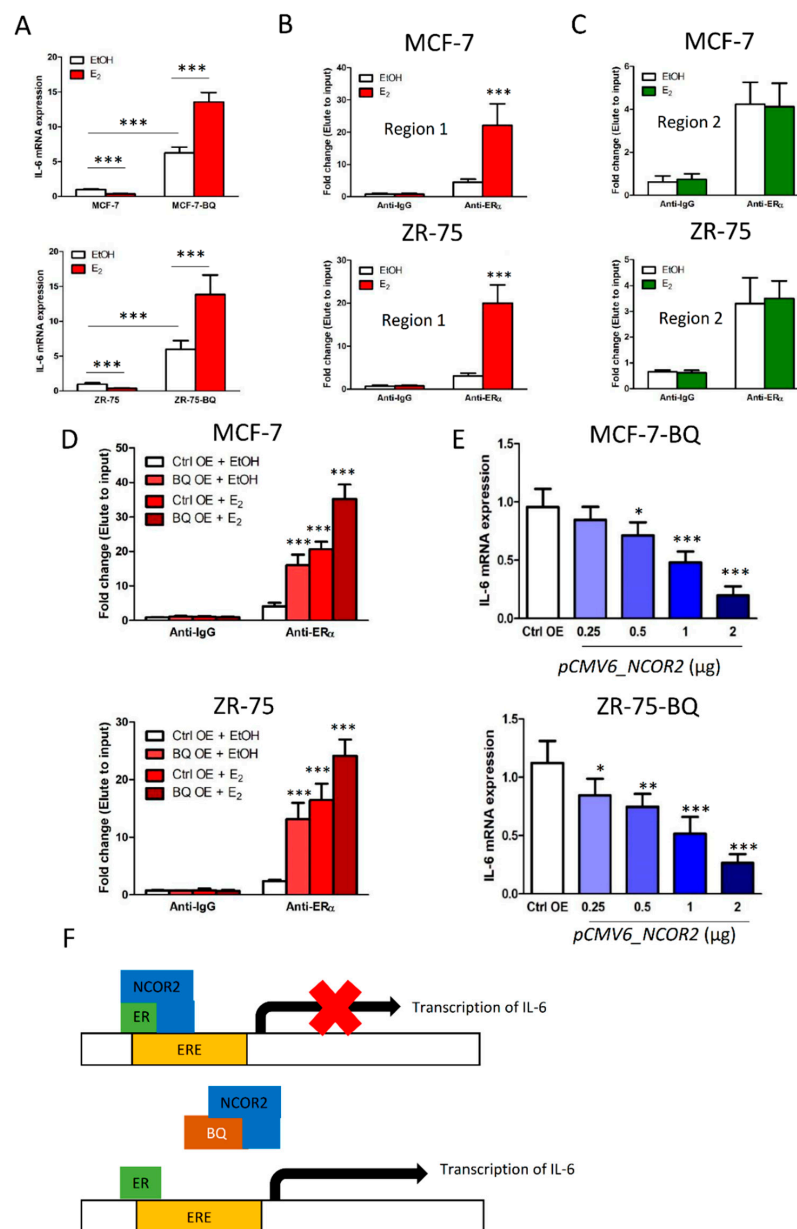 A
EtOH
E2
***
***
***
IL-6 mRNA expression
20
15
10
5
0
MCF-7
MCF-7-BQ
EtOH
E2
***
***
***
IL-6 mRNA expression
20
15
10
5
0
ZR-75
ZR-75-BQ
B
MCF-7
EtOH
E2
***
Region 1
Fold change (Elute to input)
40
30
20
10
0
Anti-IgG
Anti-ERα
ZR-75
EtOH
E2
***
Region 1
Fold change (Elute to input)
30
20
10
0
Anti-IgG
Anti-ERα
C
MCF-7
EtOH
E2
Region 2
Fold change (Elute to input)
6
4
2
0
Anti-IgG
Anti-ERα
ZR-75
EtOH
E2
Region 2
Fold change (Elute to input)
5
4
3
2
1
0
Anti-IgG
Anti-ERα
D
MCF-7
Ctrl OE + EtOH
BQ OE + EtOH
Ctrl OE + E2
BQ OE + E2
***
***
***
Fold change (Elute to input)
50
40
30
20
10
0
Anti-IgG
Anti-ERα
ZR-75
Ctrl OE + EtOH
BQ OE + EtOH
Ctrl OE + E2
BQ OE + E2
***
***
***
Fold change (Elute to input)
30
20
10
0
Anti-IgG
Anti-ERα
E
MCF-7-BQ
IL-6 mRNA expression
1.5
1.0
0.5
0.0
*
***
***
Ctrl OE 0.25 0.5 1 2
pCMV6_NCOR2 (μg)
ZR-75-BQ
IL-6 mRNA expression
1.5
1.0
0.5
0.0
*
**
***
***
Ctrl OE 0.25 0.5 1 2
pCMV6_NCOR2 (μg)
F
NCOR2
ER
ERE
Transcription of IL-6
NCOR2
BQ
ER
ERE
Transcription of IL-6